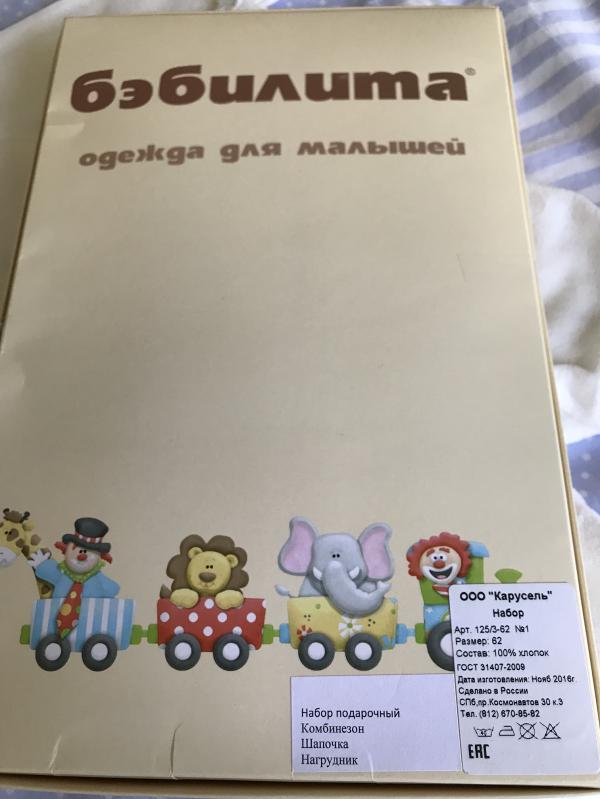 бэбилита®
одежда для малышей
ООО "Карусель"
Набор
Арт. 125/3-62 №1
Размер: 62
Состав: 100% хлопок
ГОСТ 31407-2009
Дата изготовления: Нояб 2016г.
Сделано в России
СПб,пр.Космонавтов 30 к.3
Тел. (812) 670-85-82
EAC
Набор подарочный
Комбинезон
Шапочка
Нагрудник